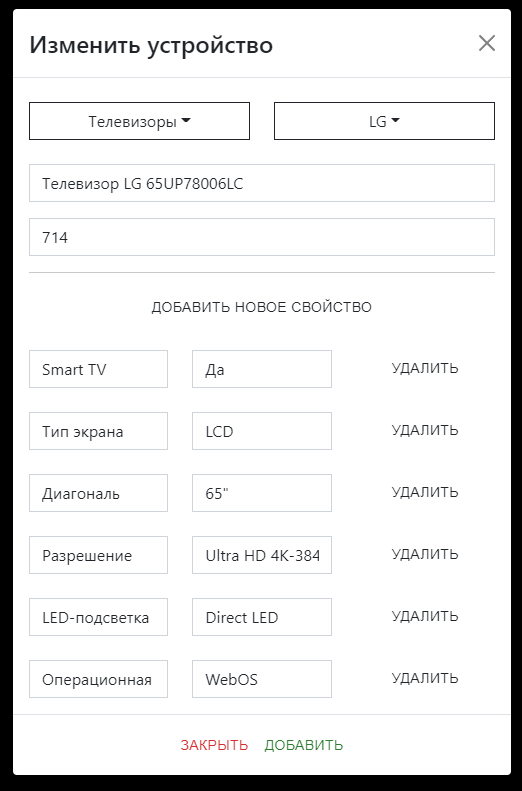 Изменить устройство
Телевизоры LG
Телевизор LG 65UP78006LC
714
ДОБАВИТЬ НОВОЕ СВОЙСТВО
Smart TV Да УДАЛИТЬ
Тип экрана LCD УДАЛИТЬ
Диагональ 65" УДАЛИТЬ
Разрешение Ultra HD 4K-384 УДАЛИТЬ
LED-подсветка Direct LED УДАЛИТЬ
Операционная WebOS УДАЛИТЬ
ЗАКРЫТЬ ДОБАВИТЬ